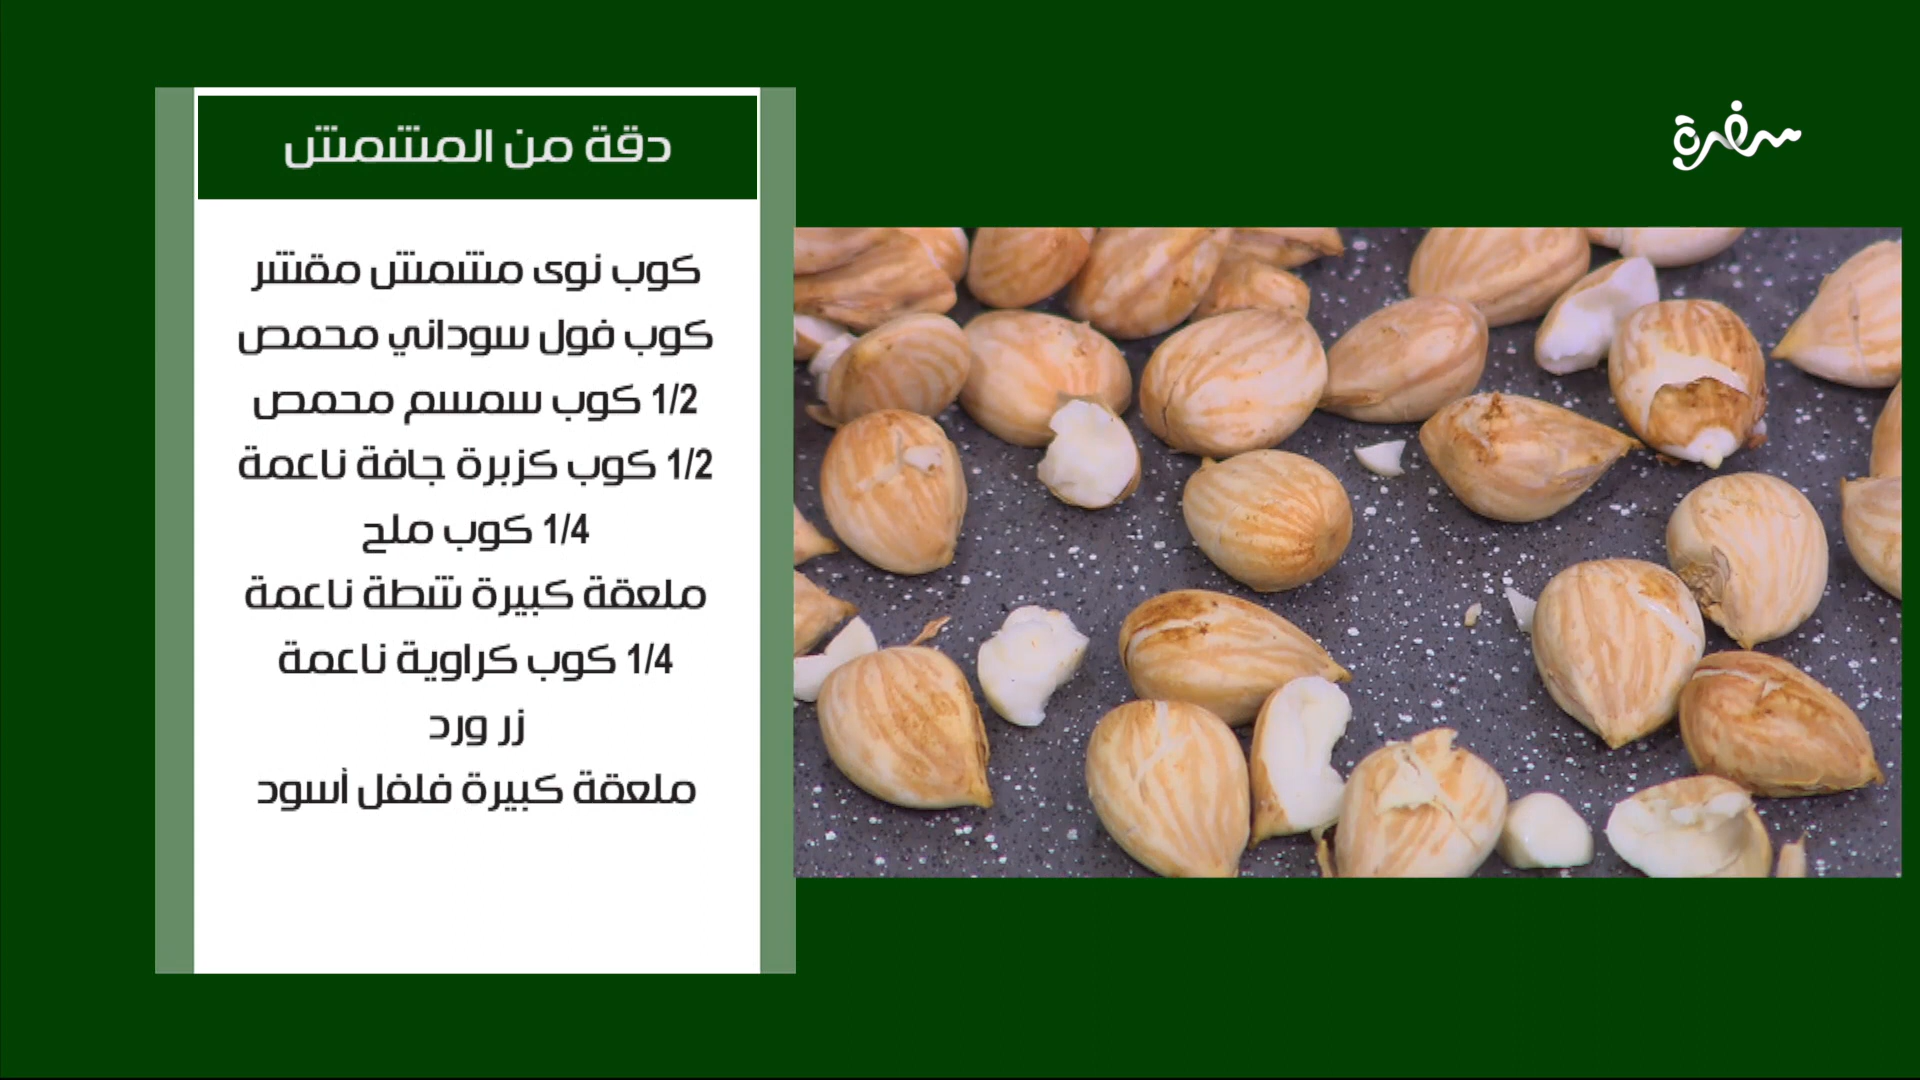 سفرة
دقة من المشمش
كوب نوى مشمش مقشر
كوب فول سوداني محمص
1/2 كوب سمسم محمص
1/2 كوب كزبرة جافة ناعمة
1/4 كوب ملح
ملعقة كبيرة شطة ناعمة
1/4 كوب كراوية ناعمة
زر ورد
ملعقة كبيرة فلفل أسود